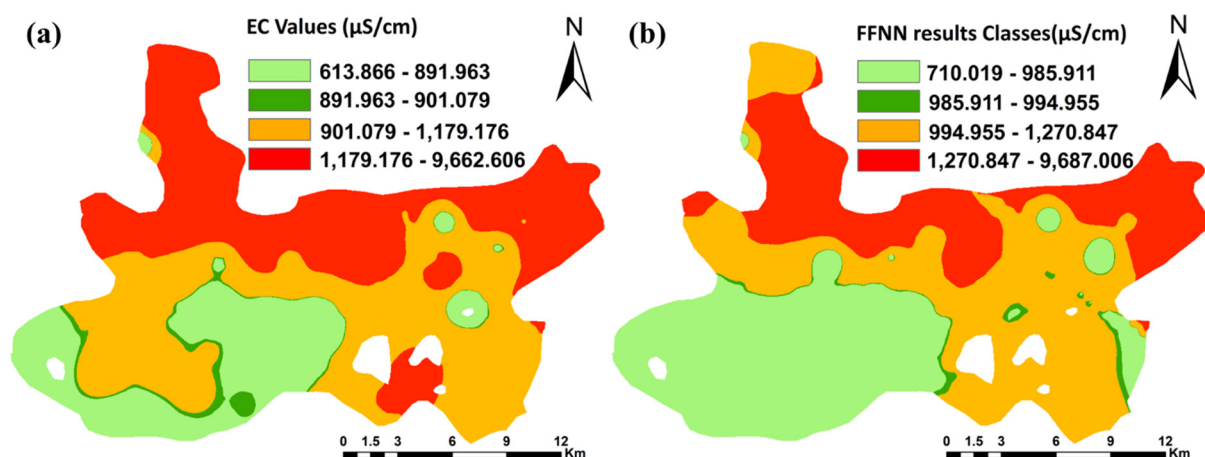 (a)
EC Values (µS/cm)
613.866 - 891.963
891.963 - 901.079
901.079 - 1,179.176
1,179.176 - 9,662.606
N
0 1.5 3 6 9 12
Km
(b)
FFNN results Classes(µS/cm)
710.019 - 985.911
985.911 - 994.955
994.955 - 1,270.847
1,270.847 - 9,687.006
N
0 1.5 3 6 9 12
Km